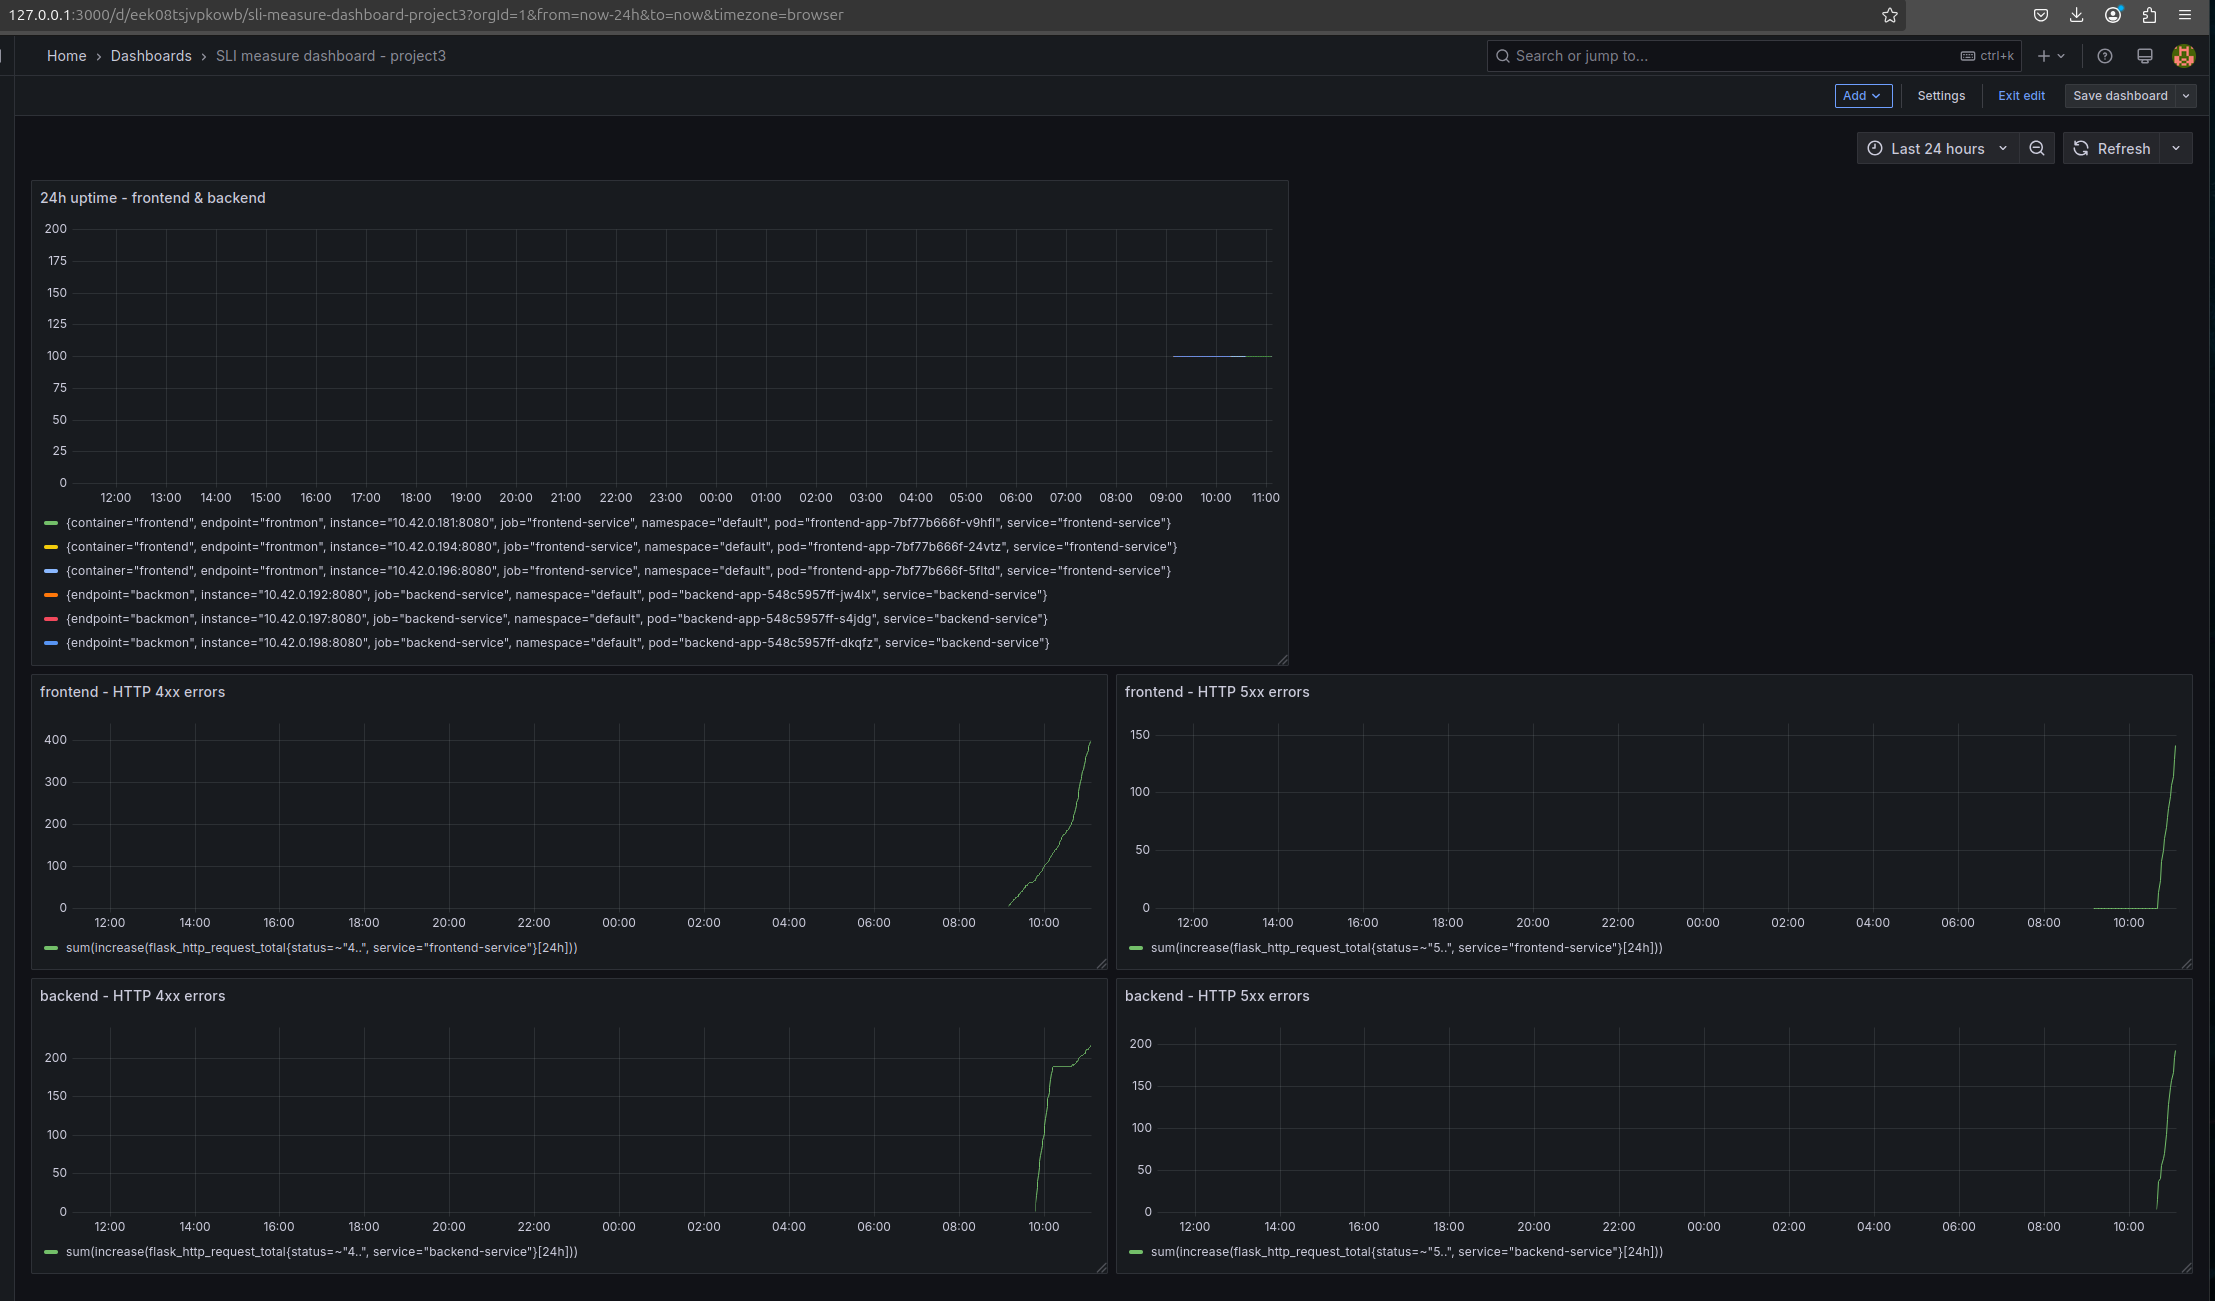 127.0.0.1:3000/d/eek08tsjvpkowb/sli-measure-dashboard-project3?orgId=1&from=now-24h&to=now&timezone=browser
Home › Dashboards › SLI measure dashboard - project3
Search or jump to... ctrl+k
Add Settings Exit edit Save dashboard
Last 24 hours Refresh
24h uptime - frontend & backend
200
175
150
125
100
75
50
25
0
12:00 13:00 14:00 15:00 16:00 17:00 18:00 19:00 20:00 21:00 22:00 23:00 00:00 01:00 02:00 03:00 04:00 05:00 06:00 07:00 08:00 09:00 10:00 11:00
{container="frontend", endpoint="frontmon", instance="10.42.0.181:8080", job="frontend-service", namespace="default", pod="frontend-app-7bf77b666f-v9hfl", service="frontend-service"}
{container="frontend", endpoint="frontmon", instance="10.42.0.194:8080", job="frontend-service", namespace="default", pod="frontend-app-7bf77b666f-24vtz", service="frontend-service"}
{container="frontend", endpoint="frontmon", instance="10.42.0.196:8080", job="frontend-service", namespace="default", pod="frontend-app-7bf77b666f-5fltd", service="frontend-service"}
{endpoint="backmon", instance="10.42.0.192:8080", job="backend-service", namespace="default", pod="backend-app-548c5957ff-jw4lx", service="backend-service"}
{endpoint="backmon", instance="10.42.0.197:8080", job="backend-service", namespace="default", pod="backend-app-548c5957ff-s4jdg", service="backend-service"}
{endpoint="backmon", instance="10.42.0.198:8080", job="backend-service", namespace="default", pod="backend-app-548c5957ff-dkqfz", service="backend-service"}
frontend - HTTP 4xx errors
400
300
200
100
0
12:00 14:00 16:00 18:00 20:00 22:00 00:00 02:00 04:00 06:00 08:00 10:00
sum(increase(flask_http_request_total{status=~"4..", service="frontend-service"}[24h]))
frontend - HTTP 5xx errors
150
100
50
0
12:00 14:00 16:00 18:00 20:00 22:00 00:00 02:00 04:00 06:00 08:00 10:00
sum(increase(flask_http_request_total{status=~"5..", service="frontend-service"}[24h]))
backend - HTTP 4xx errors
200
150
100
50
0
12:00 14:00 16:00 18:00 20:00 22:00 00:00 02:00 04:00 06:00 08:00 10:00
sum(increase(flask_http_request_total{status=~"4..", service="backend-service"}[24h]))
backend - HTTP 5xx errors
200
150
100
50
0
12:00 14:00 16:00 18:00 20:00 22:00 00:00 02:00 04:00 06:00 08:00 10:00
sum(increase(flask_http_request_total{status=~"5..", service="backend-service"}[24h]))